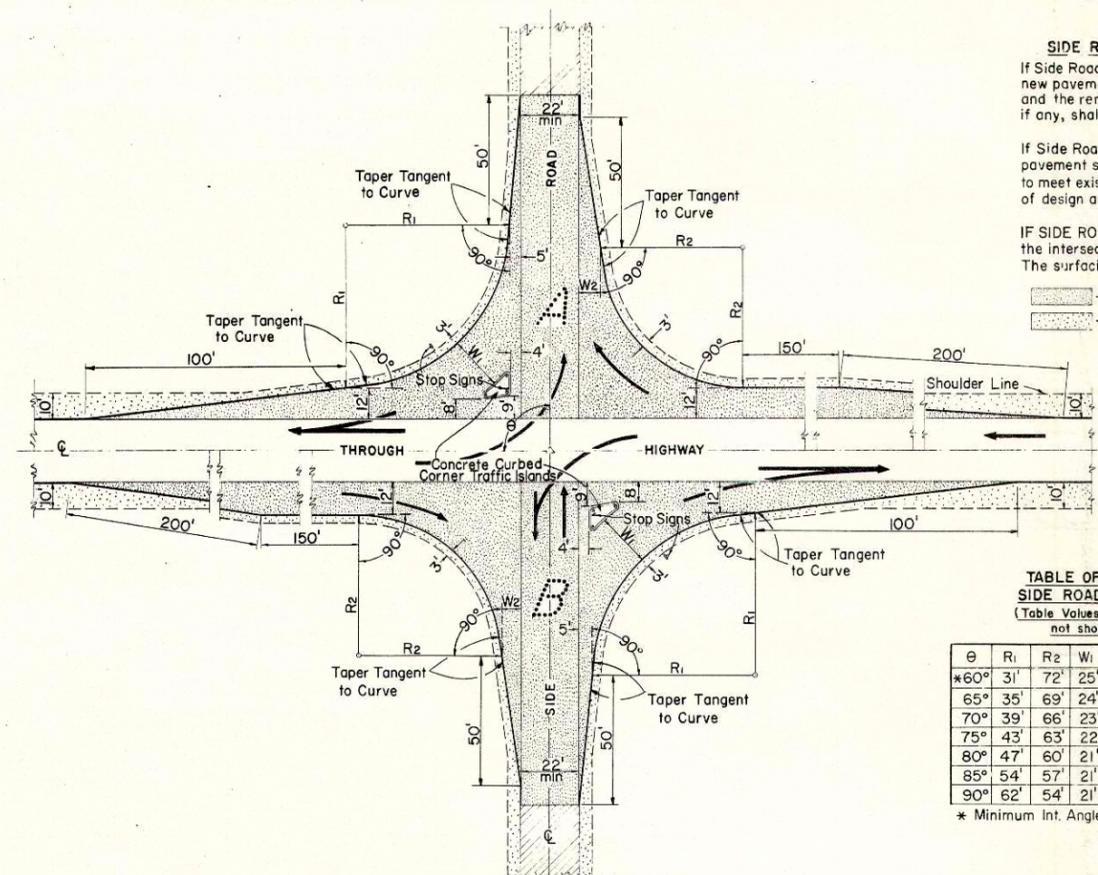 SIDE R
If Side Road
new pavem
and the rer
if any, shal
If Side Roa
pavement s
to meet exis
of design a
IF SIDE RO
the intersec
The surfaci
22'
min
50'
50'
ROAD
Taper Tangent
to Curve
Taper Tangent
to Curve
R1
R2
90°
5'
90°
W2
R1
R2
A
Taper Tangent
to Curve
3'
3'
100'
90°
W1
4'
90°
150'
200'
Stop Signs
Shoulder Line
10'
12'
8'
9'
12'
10'
θ
THROUGH
HIGHWAY
℄
Concrete Curbed
Corner Traffic Islands
10'
12'
9'
8'
12'
10'
Stop Signs
200'
150'
90°
4'
W1
90°
100'
3'
3'
Taper Tangent
to Curve
R2
W2
B
R1
90°
5'
90°
R2
R1
Taper Tangent
to Curve
Taper Tangent
to Curve
SIDE
50'
50'
22'
min
℄
TABLE OF
SIDE ROAD
(Table Values
not sho
θ R1 R2 W1
*60° 31' 72' 25'
65° 35' 69' 24'
70° 39' 66' 23'
75° 43' 63' 22
80° 47' 60' 21'
85° 54' 57' 21'
90° 62' 54' 21'
* Minimum Int. Angle